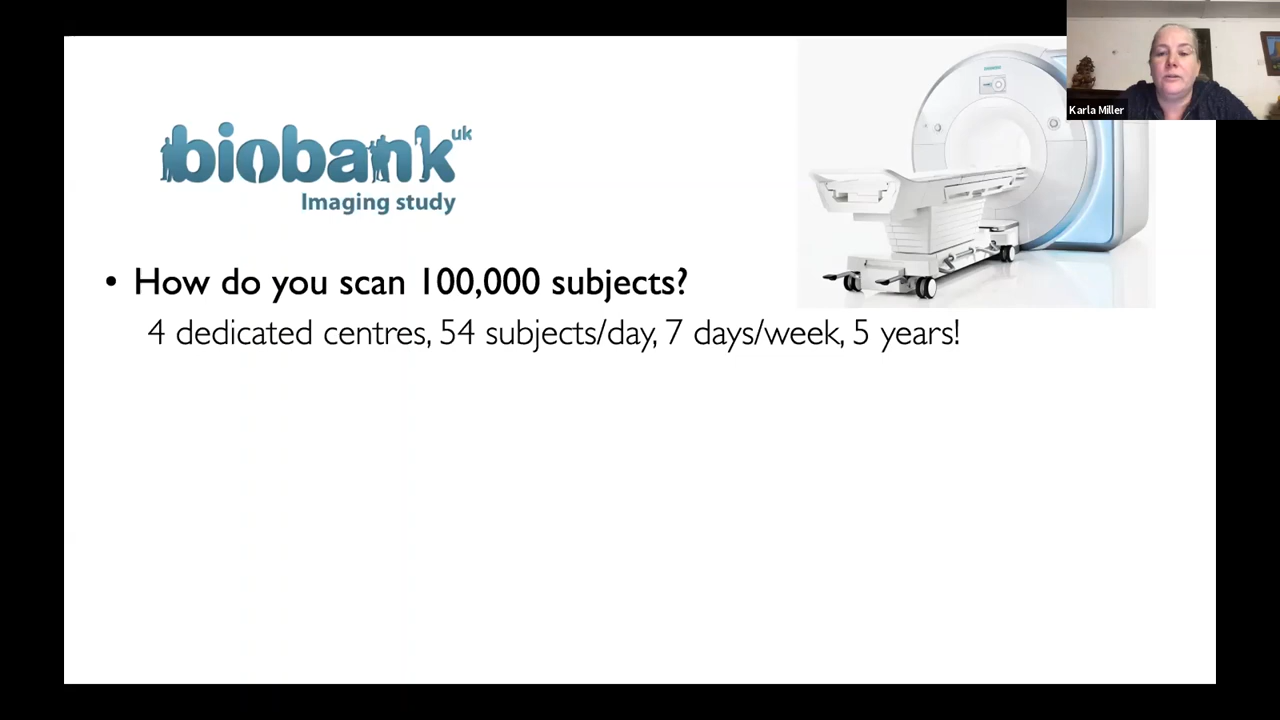 biobank uk
Imaging study
• How do you scan 100,000 subjects?
4 dedicated centres, 54 subjects/day, 7 days/week, 5 years!
Karla Miller